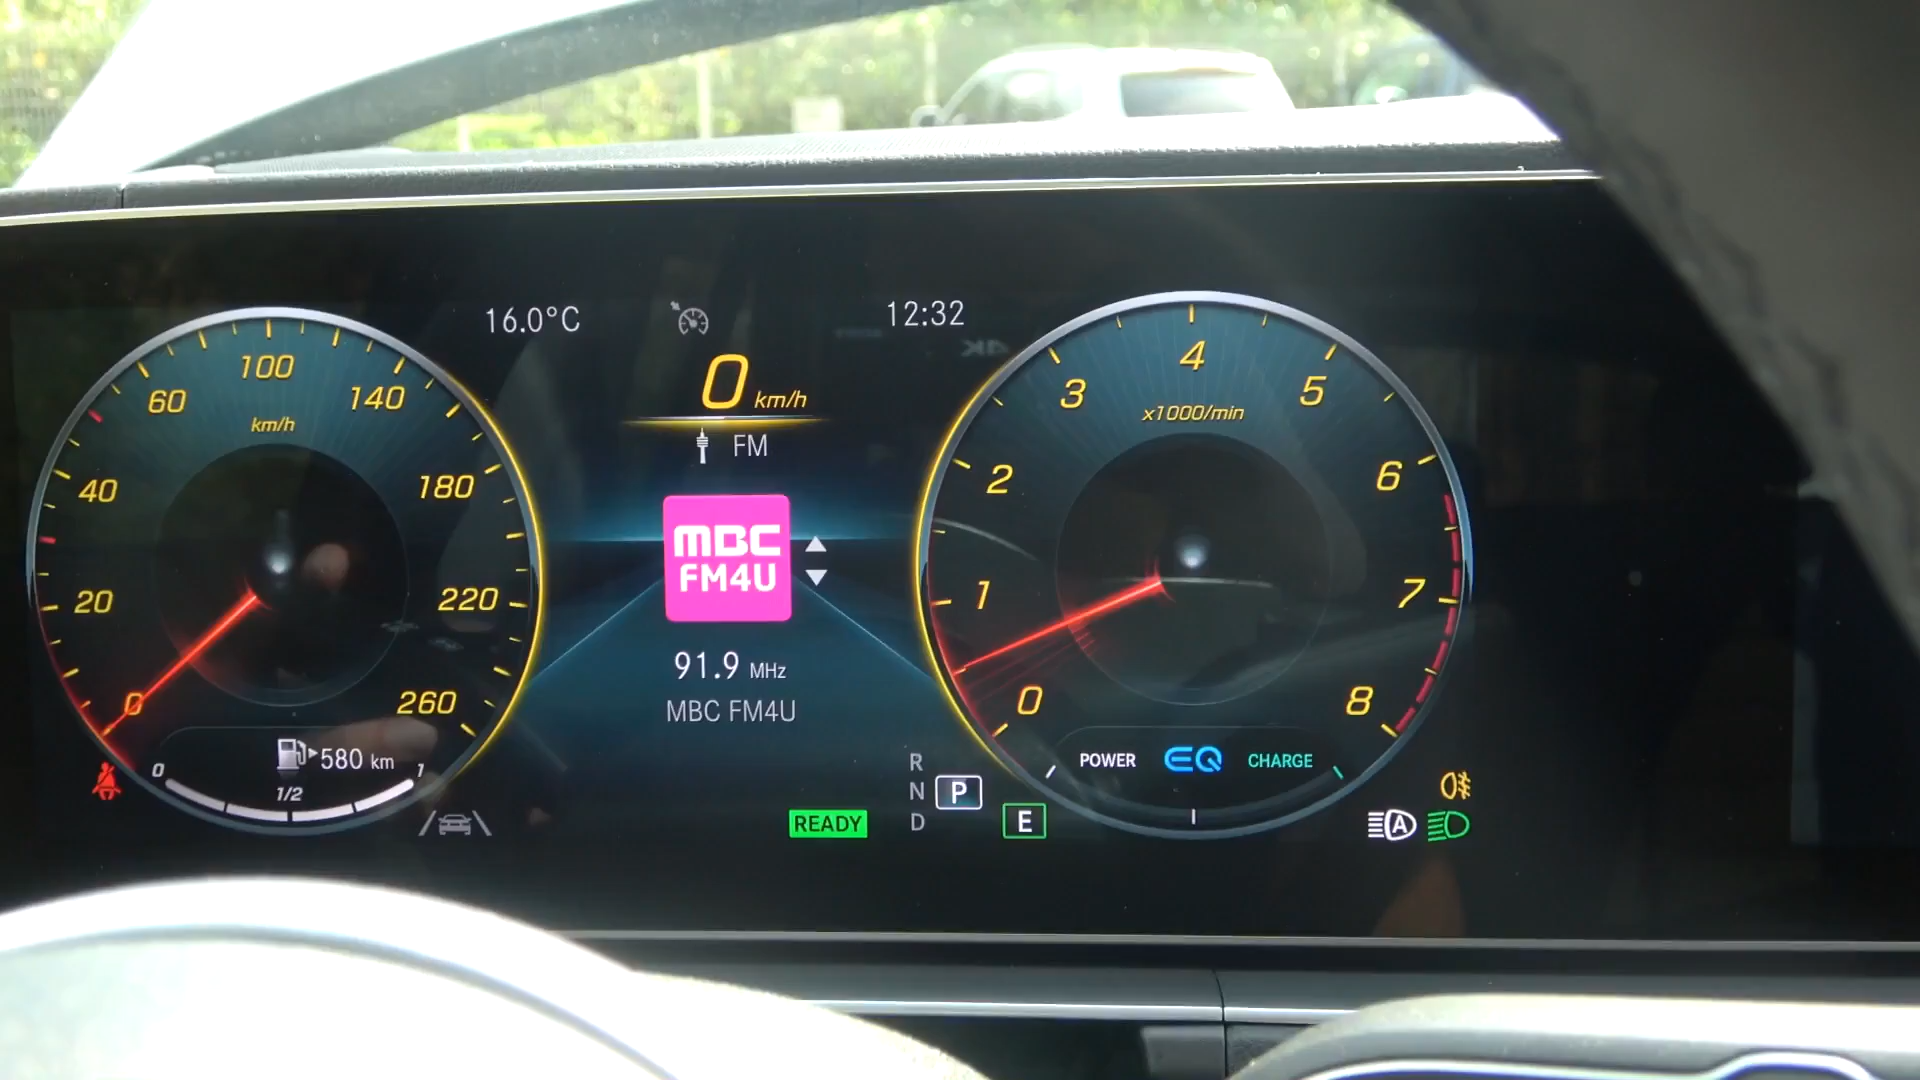 16.0°C
12:32
0 km/h
FM
MBC
FM4U
91.9 MHz
MBC FM4U
0
20
40
60
100
140
180
220
260
km/h
580 km
0
1/2
1
READY
R
N
D
P
E
0
1
2
3
4
5
6
7
8
x1000/min
POWER
EQ
CHARGE
A